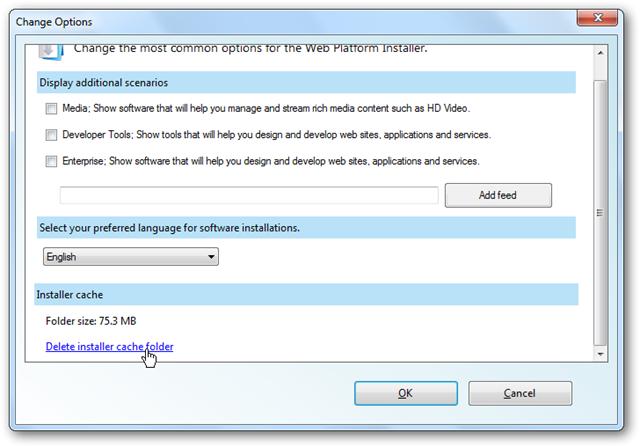 Change Options
Change the most common options for the Web Platform Installer.
Display additional scenarios
Media; Show software that will help you manage and stream rich media content such as HD Video.
Developer Tools; Show tools that will help you design and develop web sites, applications and services.
Enterprise; Show software that will help you design and develop web sites, applications and services.
Add feed
Select your preferred language for software installations.
English
Installer cache
Folder size: 75.3 MB
Delete installer cache folder
OK Cancel